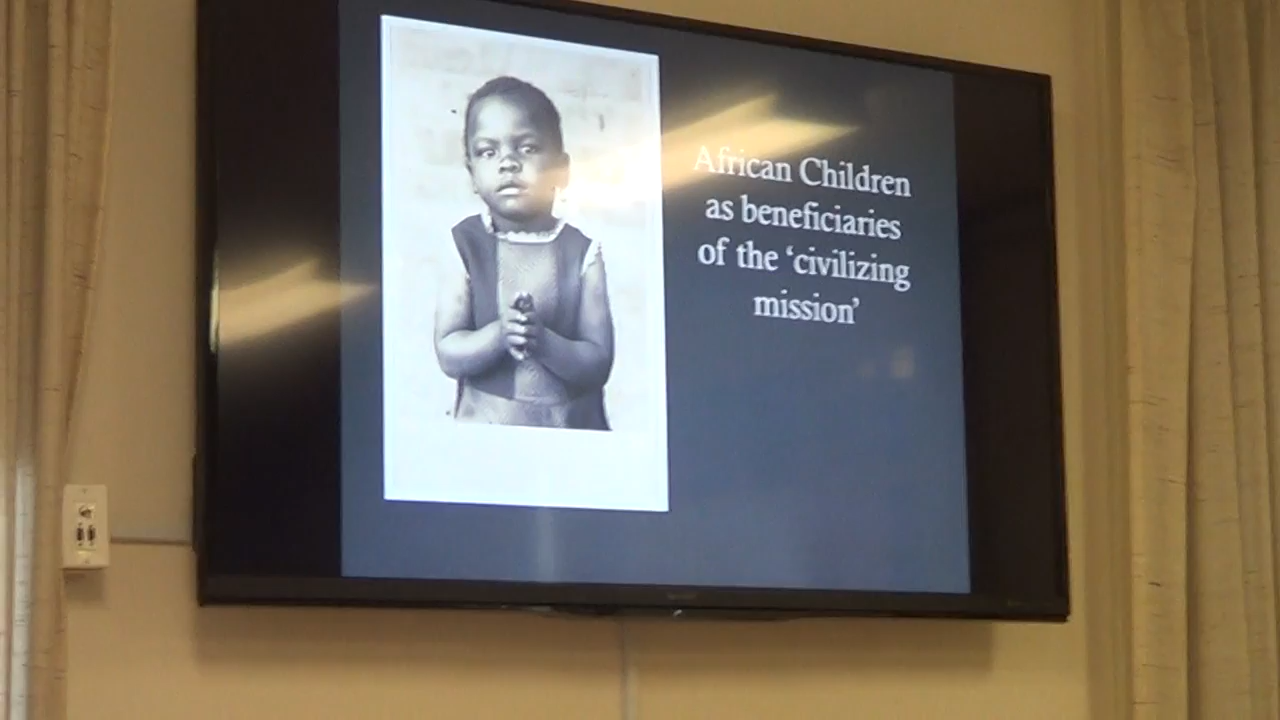 African Children
as beneficiaries
of the ‘civilizing
mission’